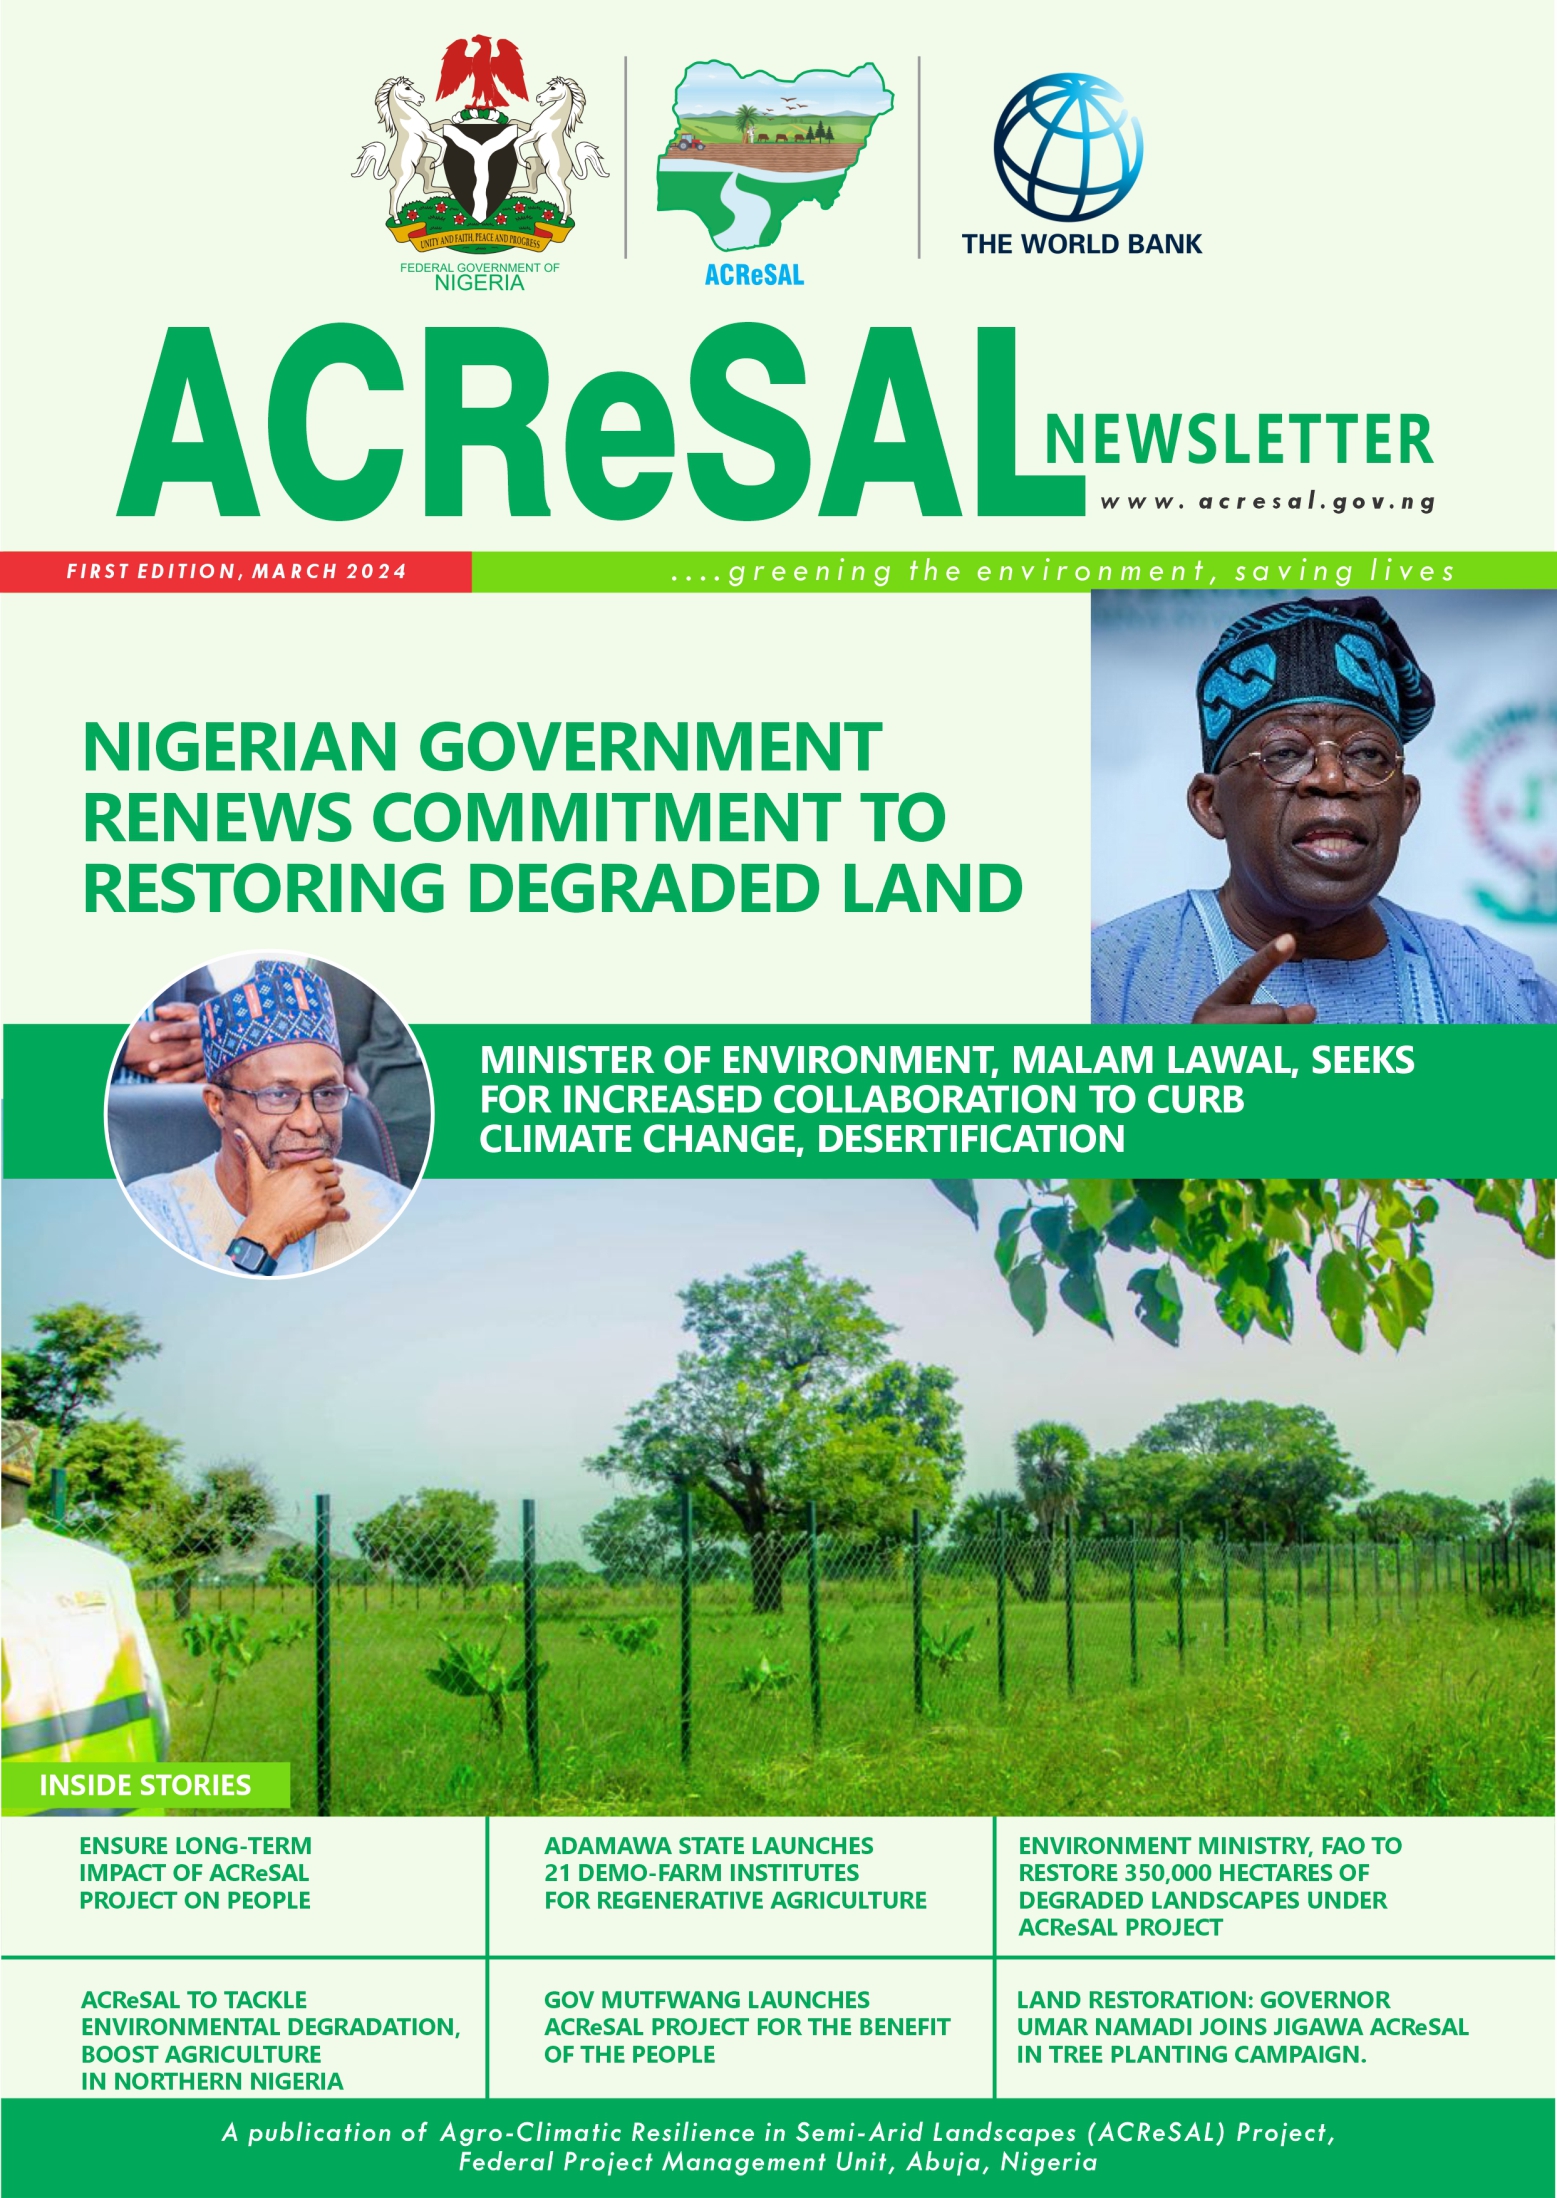 UNITY AND FAITH, PEACE AND PROGRESS
FEDERAL GOVERNMENT OF
NIGERIA
ACReSAL
THE WORLD BANK
ACReSAL NEWSLETTER
www. acresal.gov.ng
FIRST EDITION, MARCH 2024
....greening the environment, saving lives
NIGERIAN GOVERNMENT
RENEWS COMMITMENT TO
RESTORING DEGRADED LAND
MINISTER OF ENVIRONMENT, MALAM LAWAL, SEEKS
FOR INCREASED COLLABORATION TO CURB
CLIMATE CHANGE, DESERTIFICATION
INSIDE STORIES
ENSURE LONG-TERM
IMPACT OF ACReSAL
PROJECT ON PEOPLE
ADAMAWA STATE LAUNCHES
21 DEMO-FARM INSTITUTES
FOR REGENERATIVE AGRICULTURE
ENVIRONMENT MINISTRY, FAO TO
RESTORE 350,000 HECTARES OF
DEGRADED LANDSCAPES UNDER
ACReSAL PROJECT
ACReSAL TO TACKLE
ENVIRONMENTAL DEGRADATION,
BOOST AGRICULTURE
IN NORTHERN NIGERIA
GOV MUTFWANG LAUNCHES
ACReSAL PROJECT FOR THE BENEFIT
OF THE PEOPLE
LAND RESTORATION: GOVERNOR
UMAR NAMADI JOINS JIGAWA ACReSAL
IN TREE PLANTING CAMPAIGN.
A publication of Agro-Climatic Resilience in Semi-Arid Landscapes (ACReSAL) Project,
Federal Project Management Unit, Abuja, Nigeria